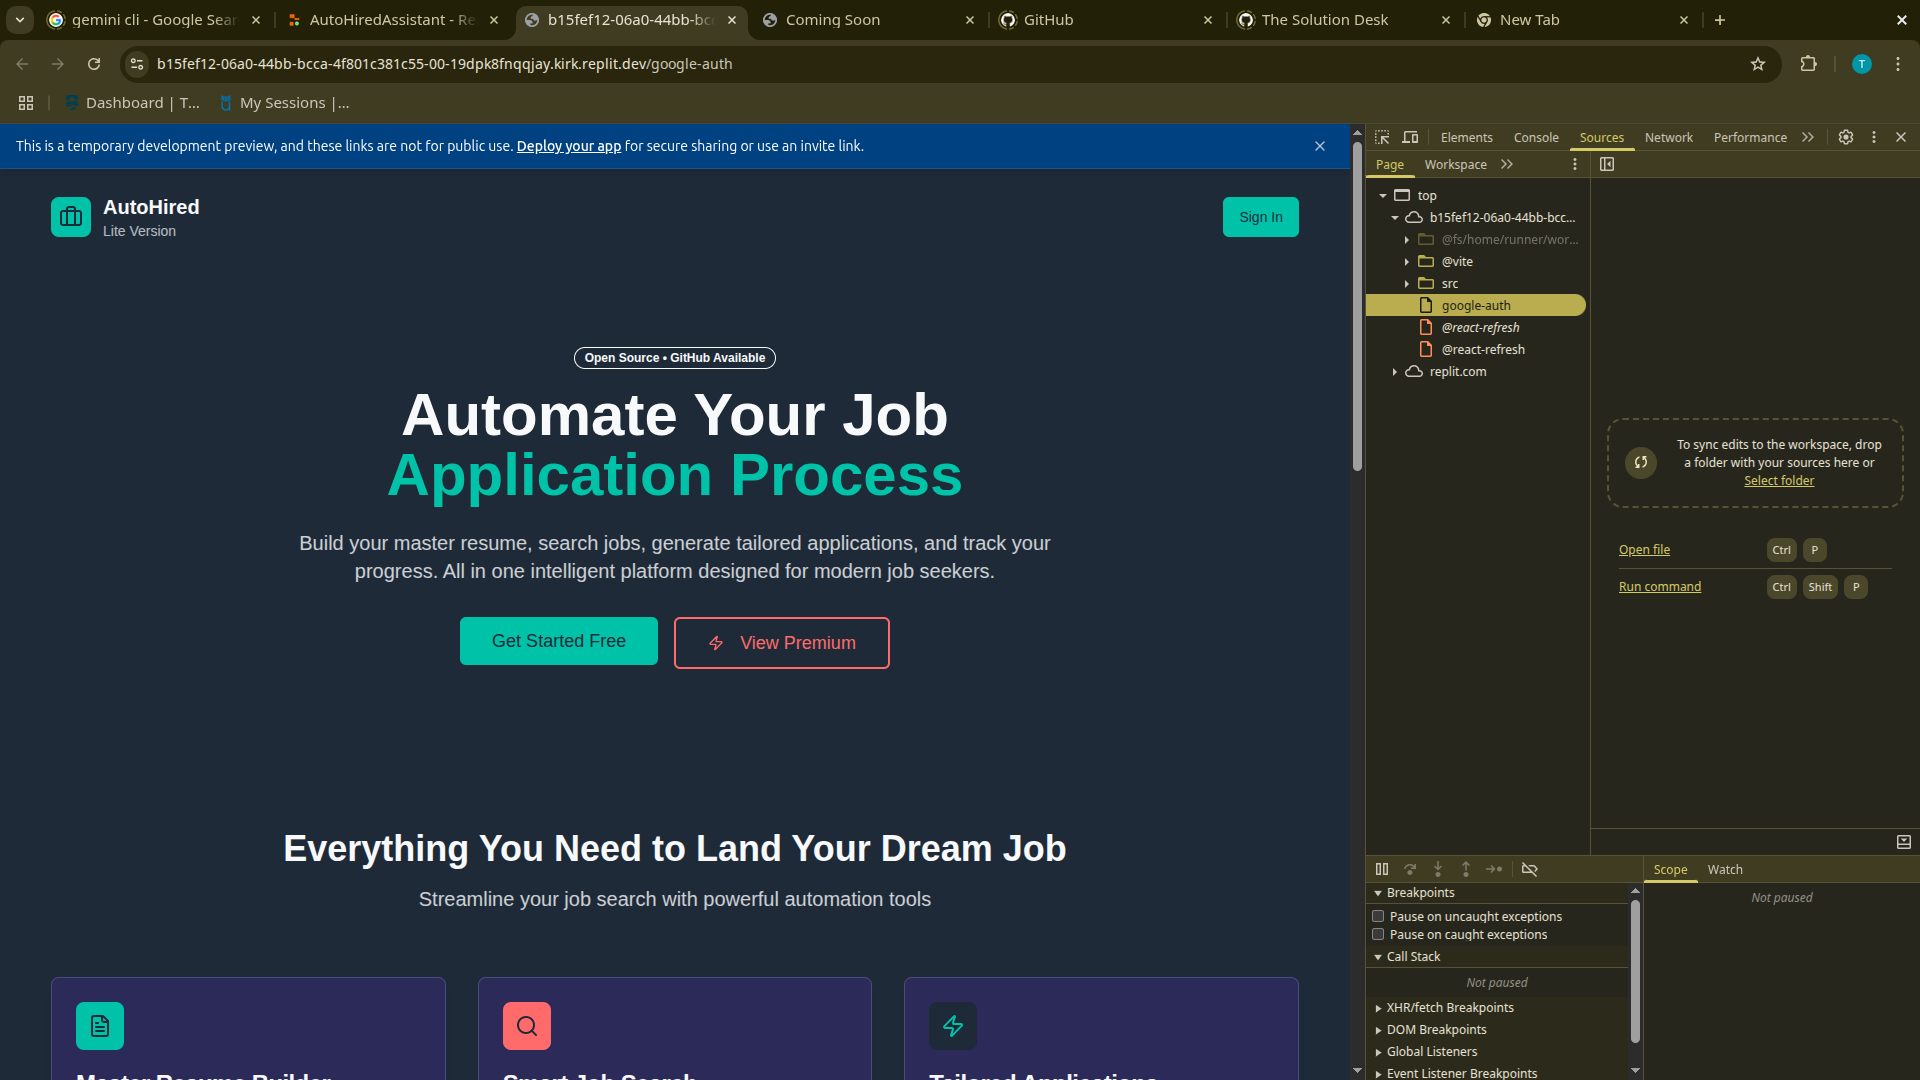 gemini cli - Google Sear
AutoHiredAssistant - Re
b15fef12-06a0-44bb-bcc
Coming Soon
GitHub
The Solution Desk
New Tab
b15fef12-06a0-44bb-bcca-4f801c381c55-00-19dpk8fnqqjay.kirk.replit.dev/google-auth
T
Dashboard | T...
My Sessions |...
This is a temporary development preview, and these links are not for public use. Deploy your app for secure sharing or use an invite link.
AutoHired
Lite Version
Sign In
Open Source • GitHub Available
Automate Your Job
Application Process
Build your master resume, search jobs, generate tailored applications, and track your
progress. All in one intelligent platform designed for modern job seekers.
Get Started Free
View Premium
Everything You Need to Land Your Dream Job
Streamline your job search with powerful automation tools
Master Resume Builder
Smart Job Search
Tailored Applications
Elements
Console
Sources
Network
Performance
Page
Workspace
top
b15fef12-06a0-44bb-bcc...
@fs/home/runner/wor...
@vite
src
google-auth
@react-refresh
@react-refresh
replit.com
To sync edits to the workspace, drop
a folder with your sources here or
Select folder
Open file
Ctrl P
Run command
Ctrl Shift P
Breakpoints
Pause on uncaught exceptions
Pause on caught exceptions
Call Stack
Not paused
XHR/fetch Breakpoints
DOM Breakpoints
Global Listeners
Event Listener Breakpoints
Scope
Watch
Not paused